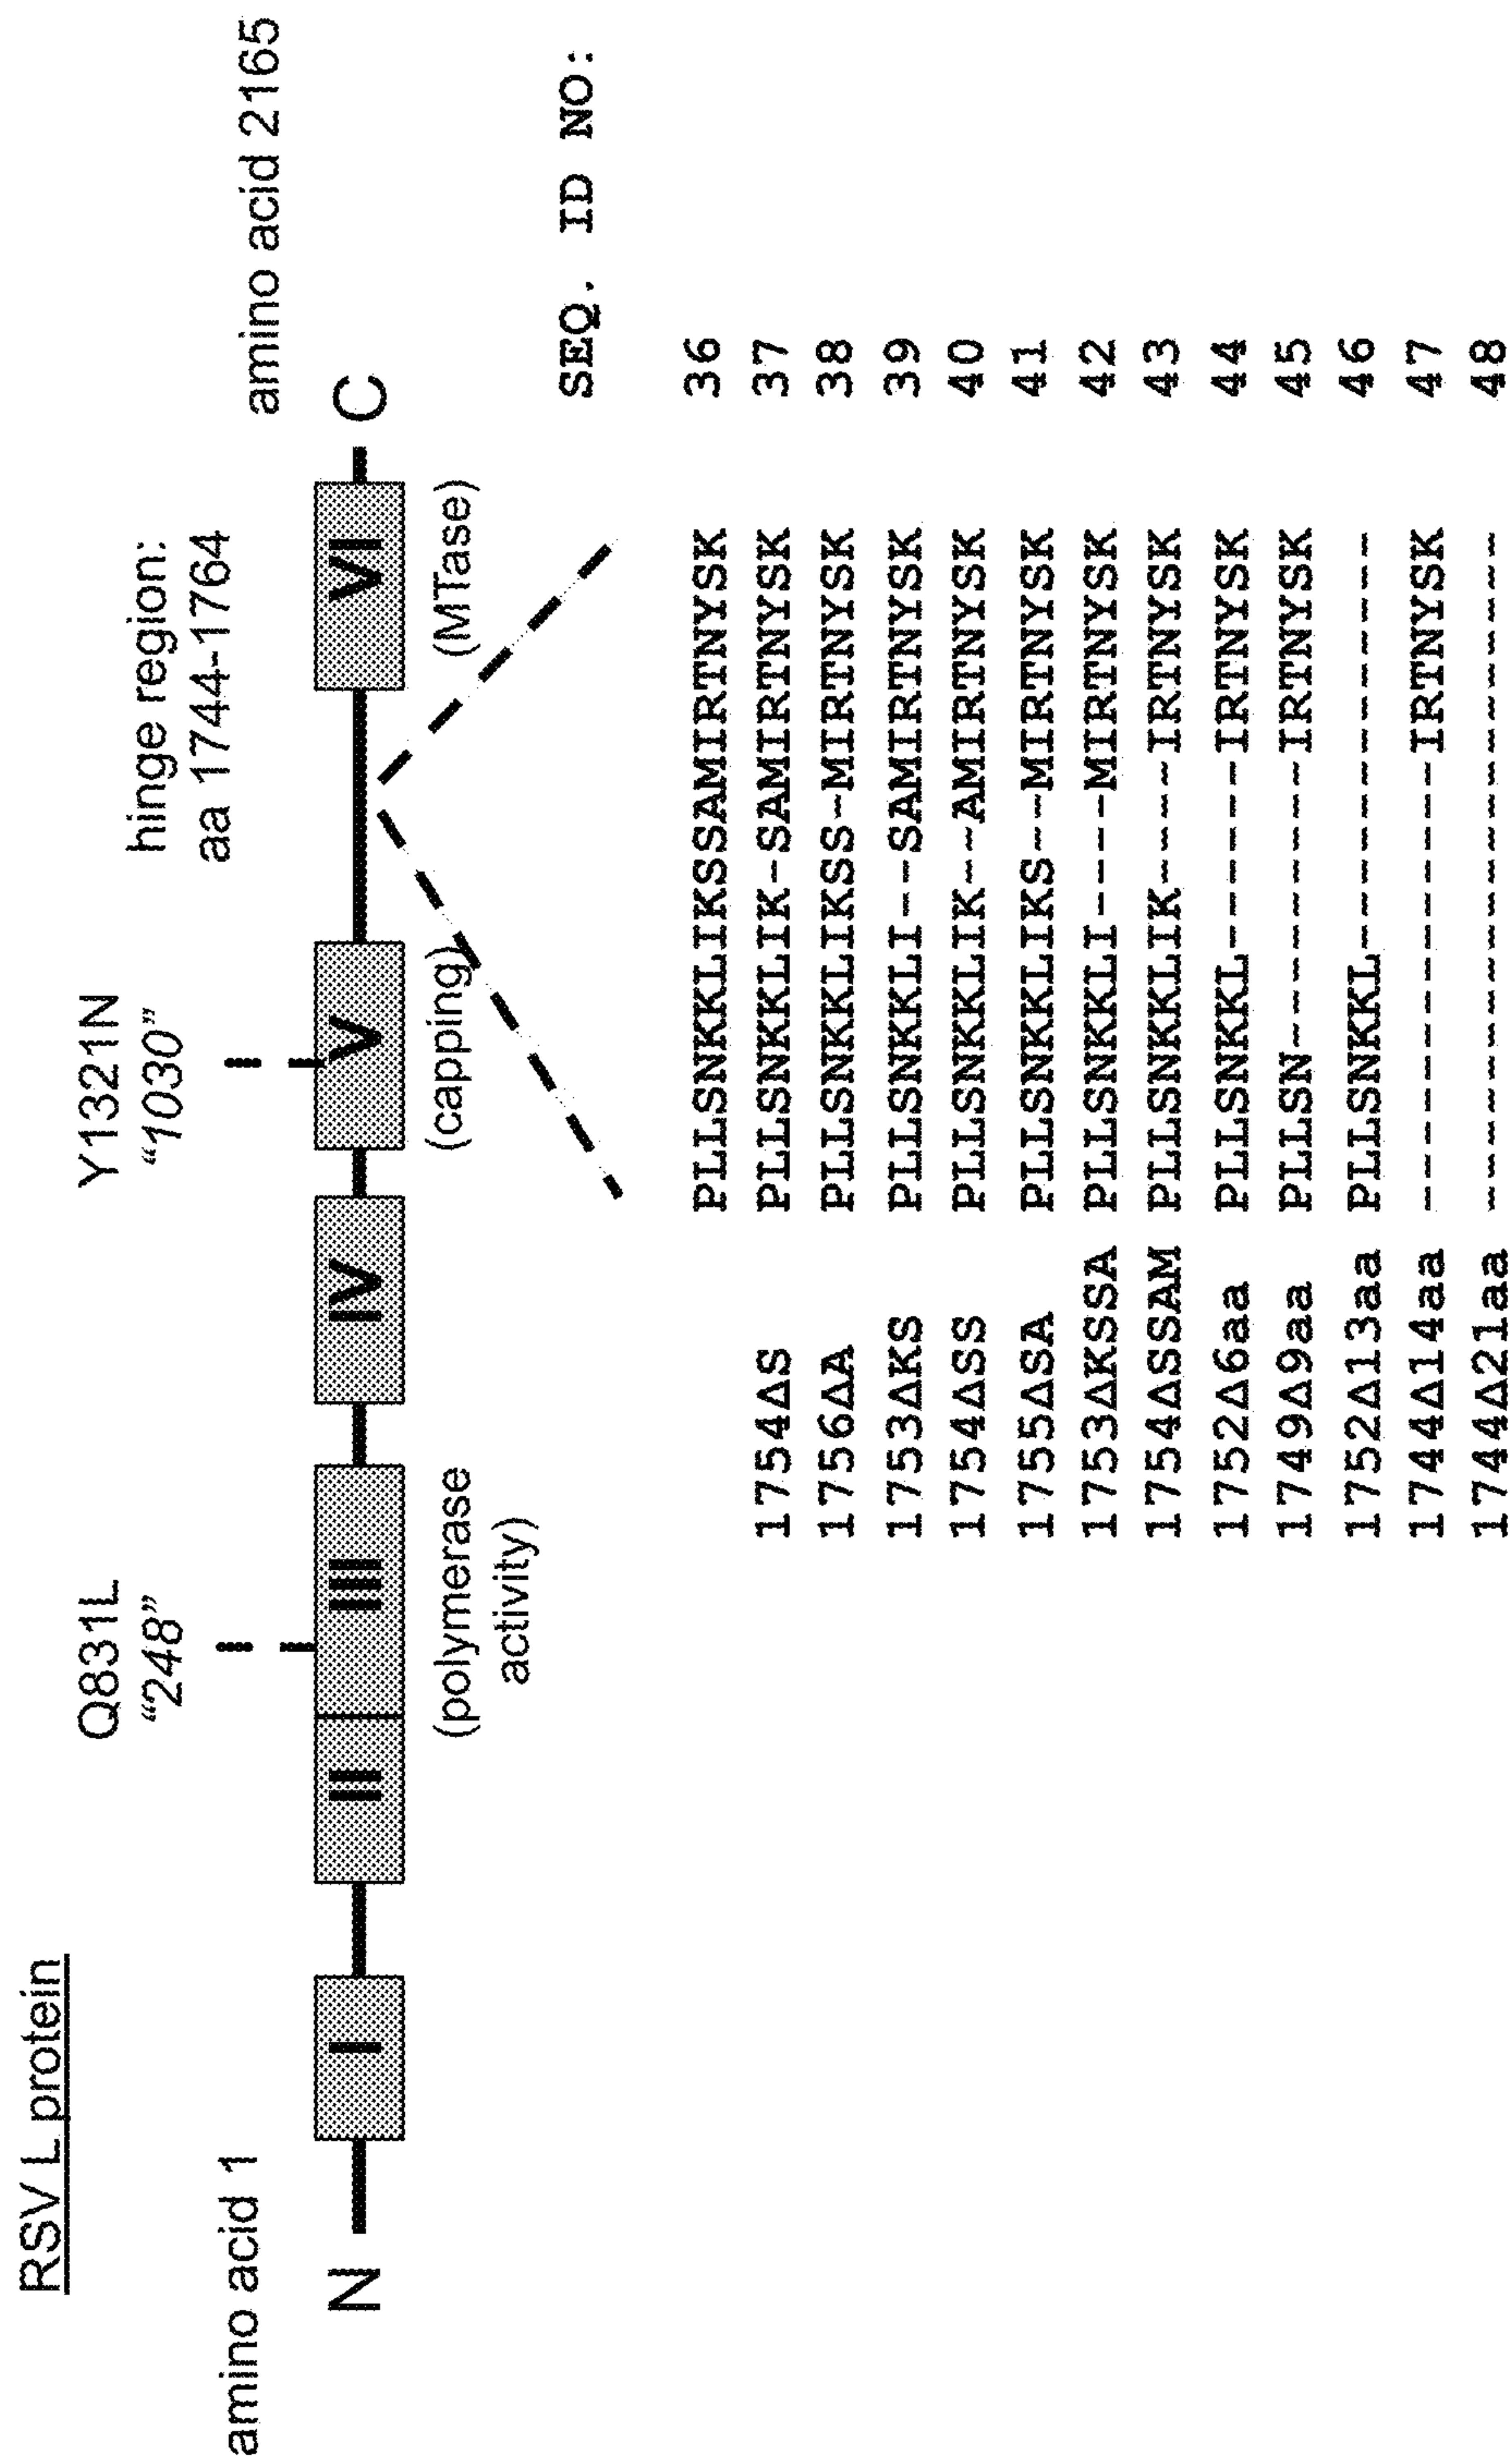 RSV L protein
amino acid 1
Q831L
"248"
Y1321N
"1030"
hinge region:
aa 1744-1764
amino acid 2165
N
I
II
III
IV
V
VI
C
(polymerase
activity)
(capping)
(MTase)
SEQ. ID NO:
PLLSNKKLIKSSAMIRTNYSK 36
1754ΔS PLLSNKKLIK-SAMIRTNYSK 37
1756ΔA PLLSNKKLIKSS-MIRTNYSK 38
1753ΔKS PLLSNKKLI--SAMIRTNYSK 39
1754ΔSS PLLSNKKLIK--AMIRTNYSK 40
1755ΔSA PLLSNKKLIKS--MIRTNYSK 41
1753ΔKSSA PLLSNKKLI----MIRTNYSK 42
1754ΔSSAM PLLSNKKLIK----IRTNYSK 43
1752Δ6aa PLLSNKKL------IRTNYSK 44
1749Δ9aa PLLSN---------IRTNYSK 45
1752Δ13aa PLLSNKKL------------- 46
1744Δ14aa --------------IRTNYSK 47
1744Δ21aa --------------------- 48